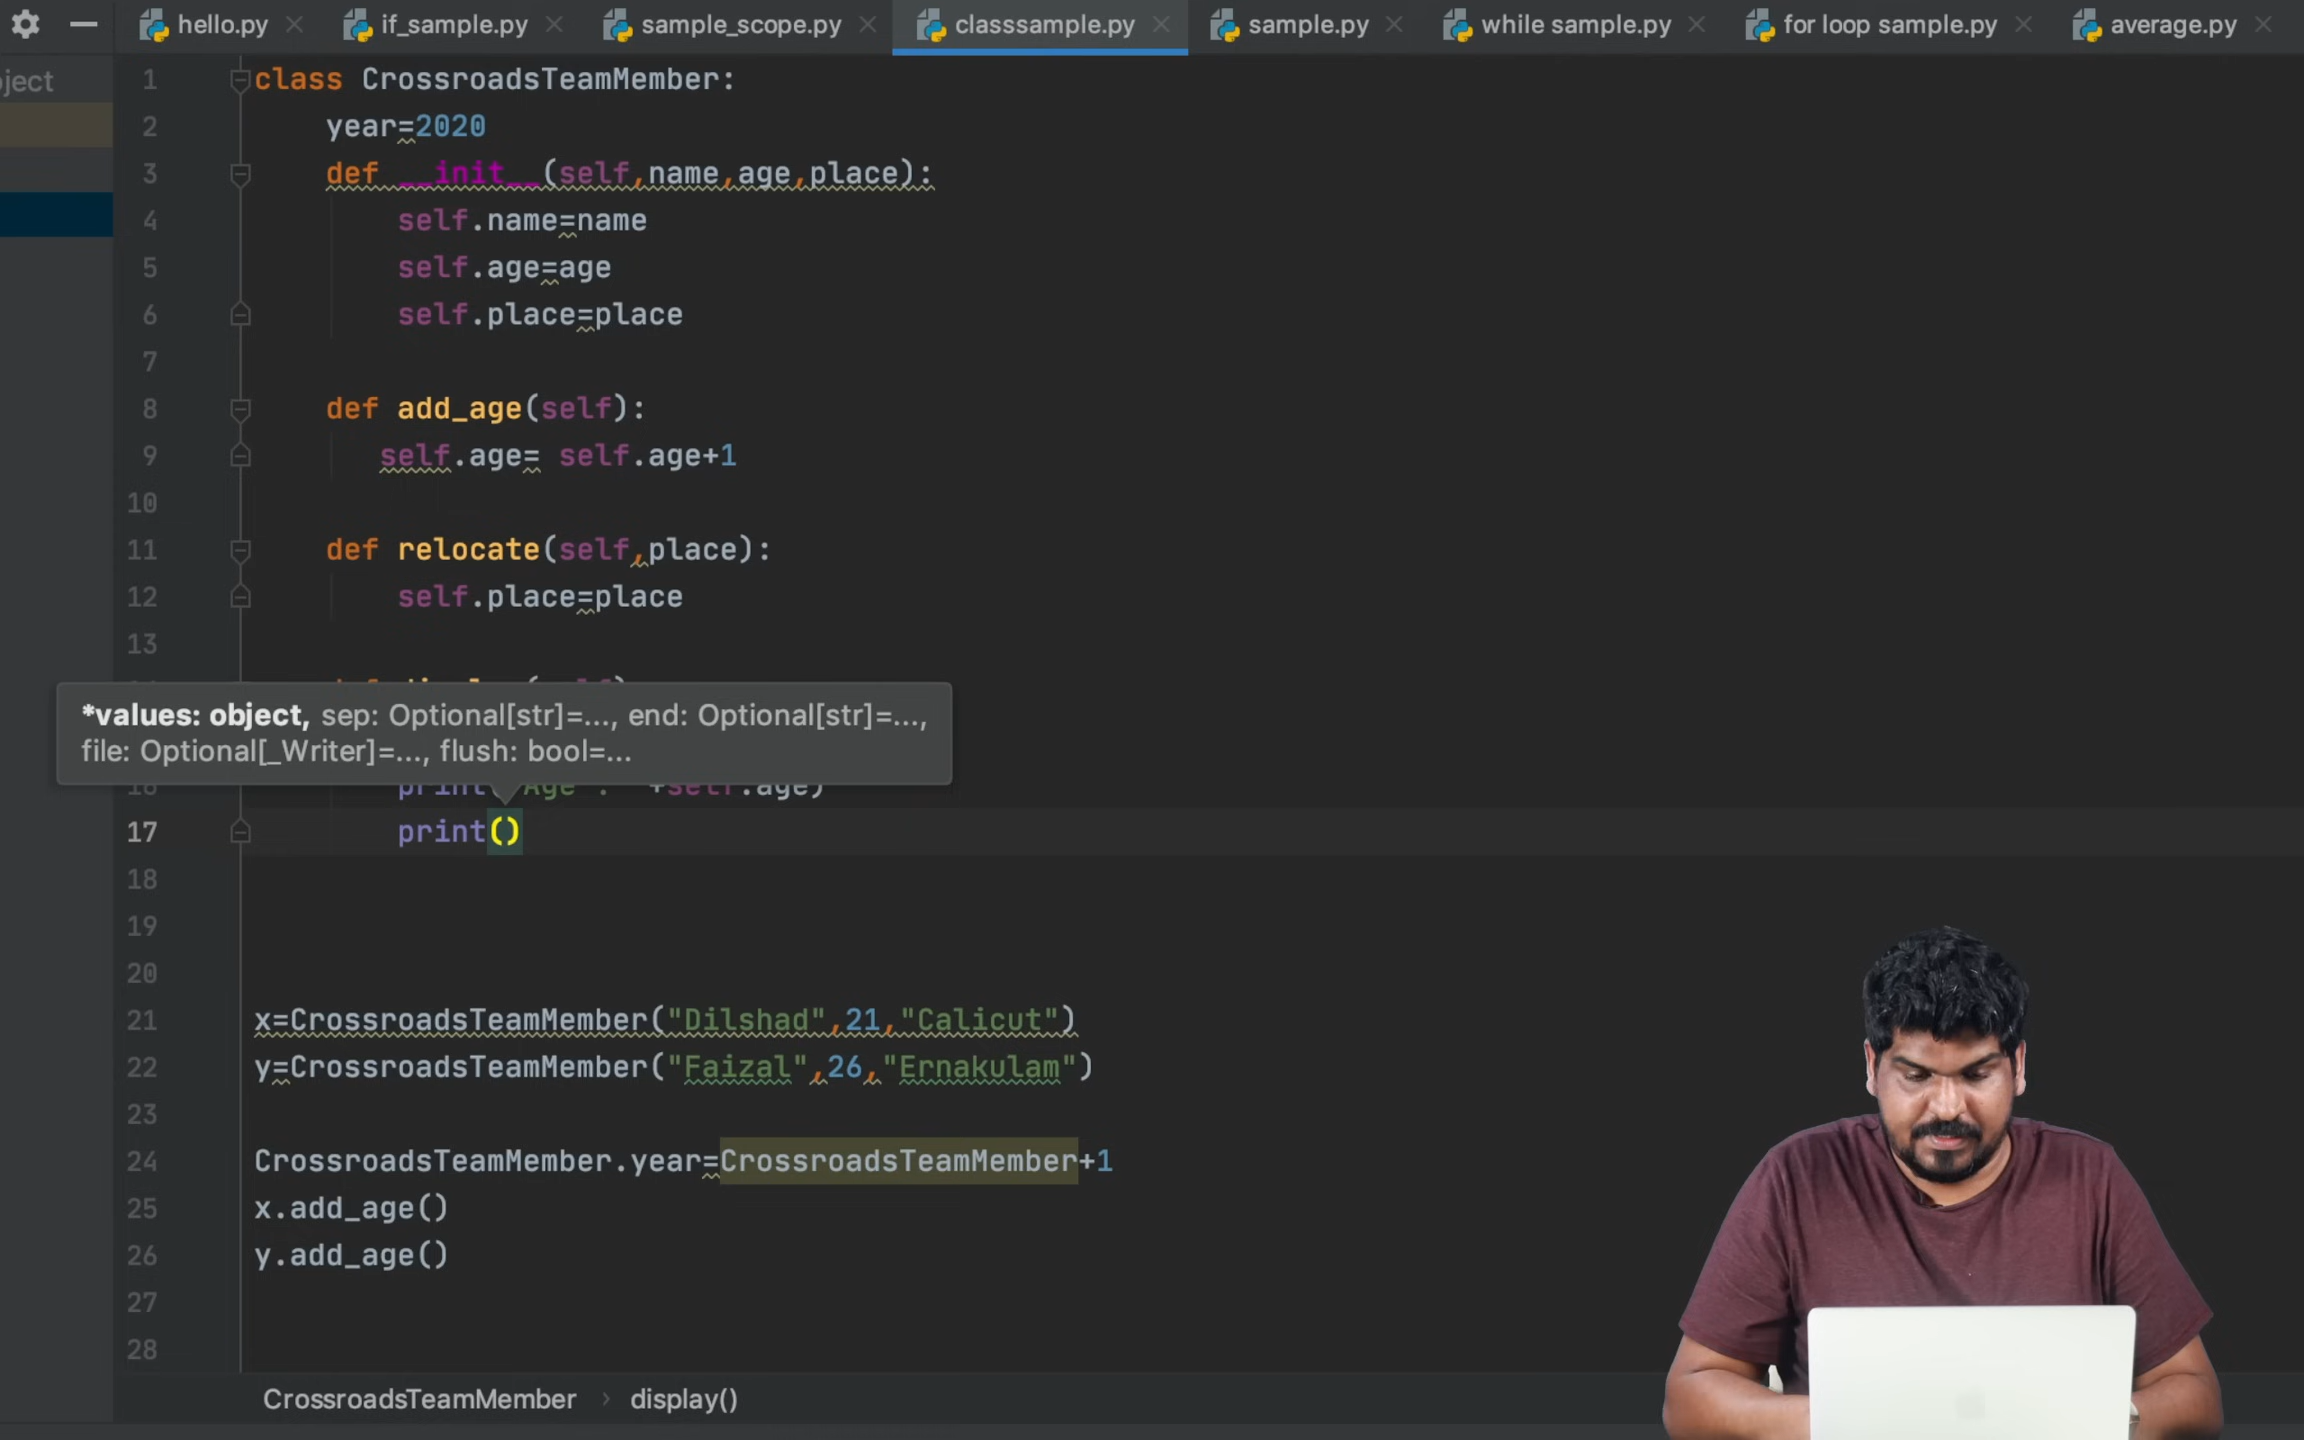 hello.py if_sample.py sample_scope.py classsample.py sample.py while sample.py for loop sample.py average.py
ject
1 class CrossroadsTeamMember:
2 year=2020
3 def __init__(self,name,age,place):
4 self.name=name
5 self.age=age
6 self.place=place
7
8 def add_age(self):
9 self.age= self.age+1
10
11 def relocate(self,place):
12 self.place=place
13
*values: object, sep: Optional[str]=..., end: Optional[str]=...,
file: Optional[_Writer]=..., flush: bool=...
17 print()
18
19
20
21 x=CrossroadsTeamMember("Dilshad",21,"Calicut")
22 y=CrossroadsTeamMember("Faizal",26,"Ernakulam")
23
24 CrossroadsTeamMember.year=CrossroadsTeamMember+1
25 x.add_age()
26 y.add_age()
27
28
CrossroadsTeamMember › display()